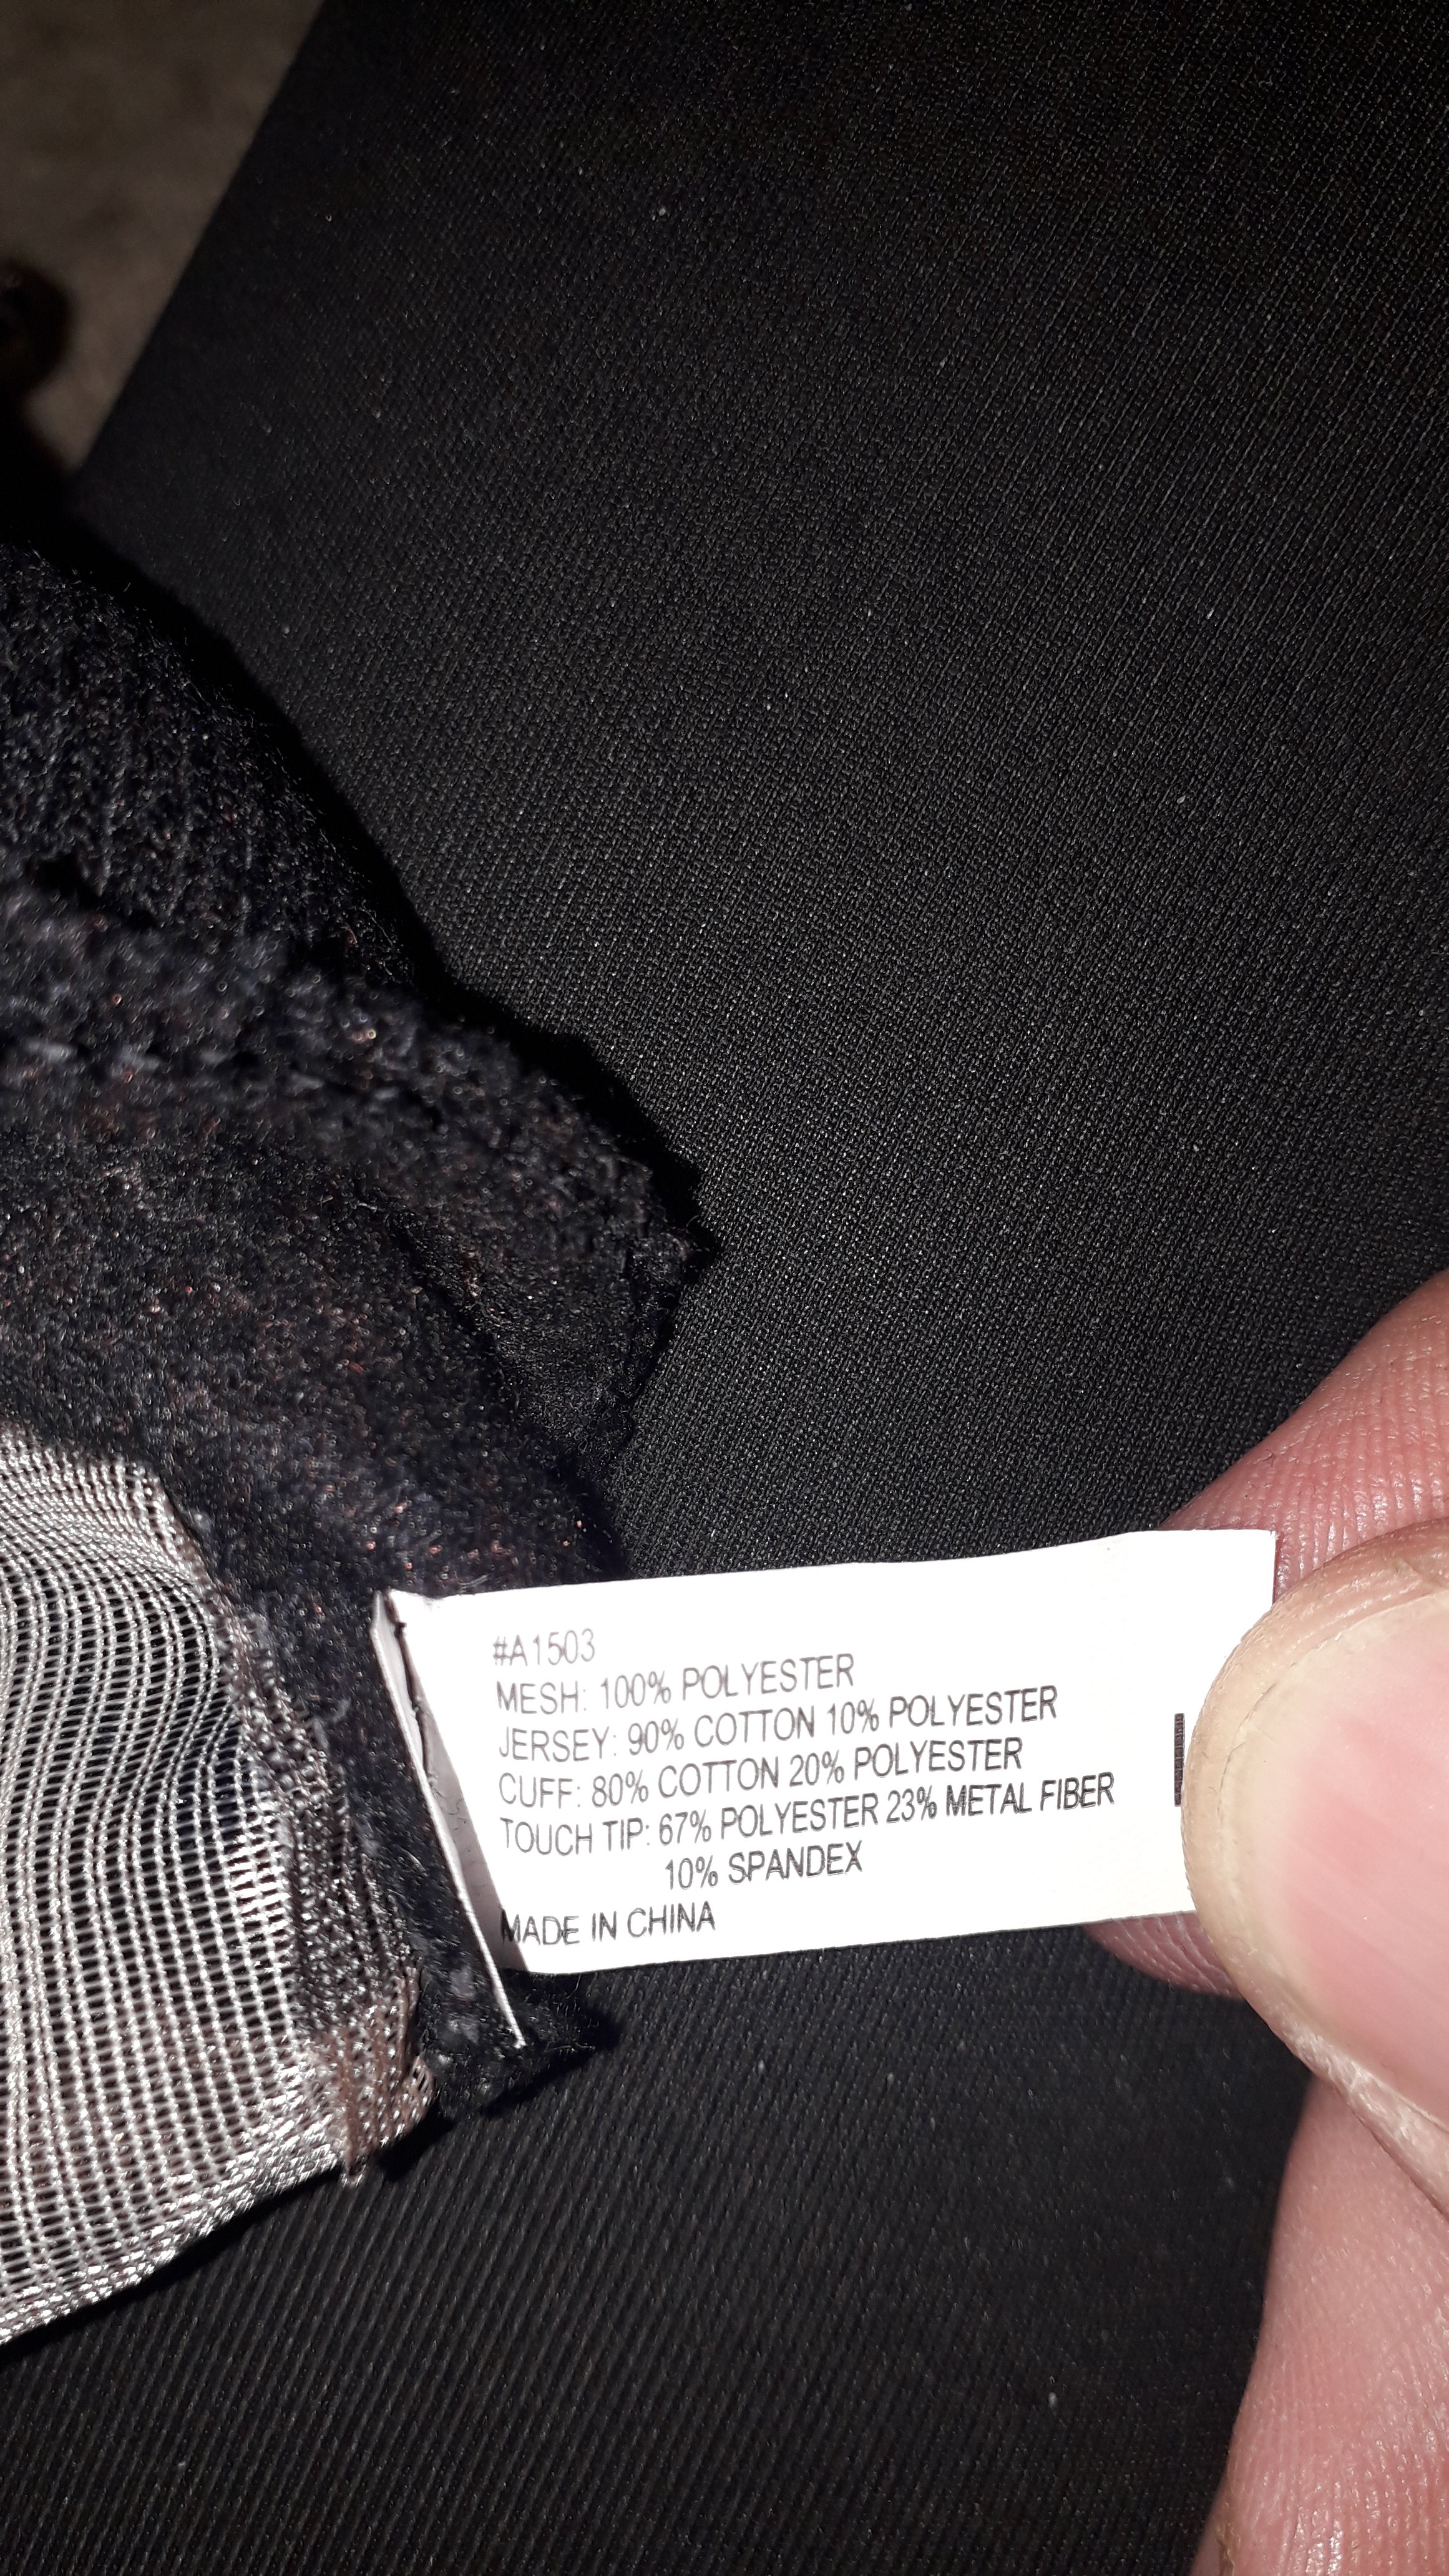 #A1503
MESH: 100% POLYESTER
JERSEY: 90% COTTON 10% POLYESTER
CUFF: 80% COTTON 20% POLYESTER
TOUCH TIP: 67% POLYESTER 23% METAL FIBER
10% SPANDEX
MADE IN CHINA